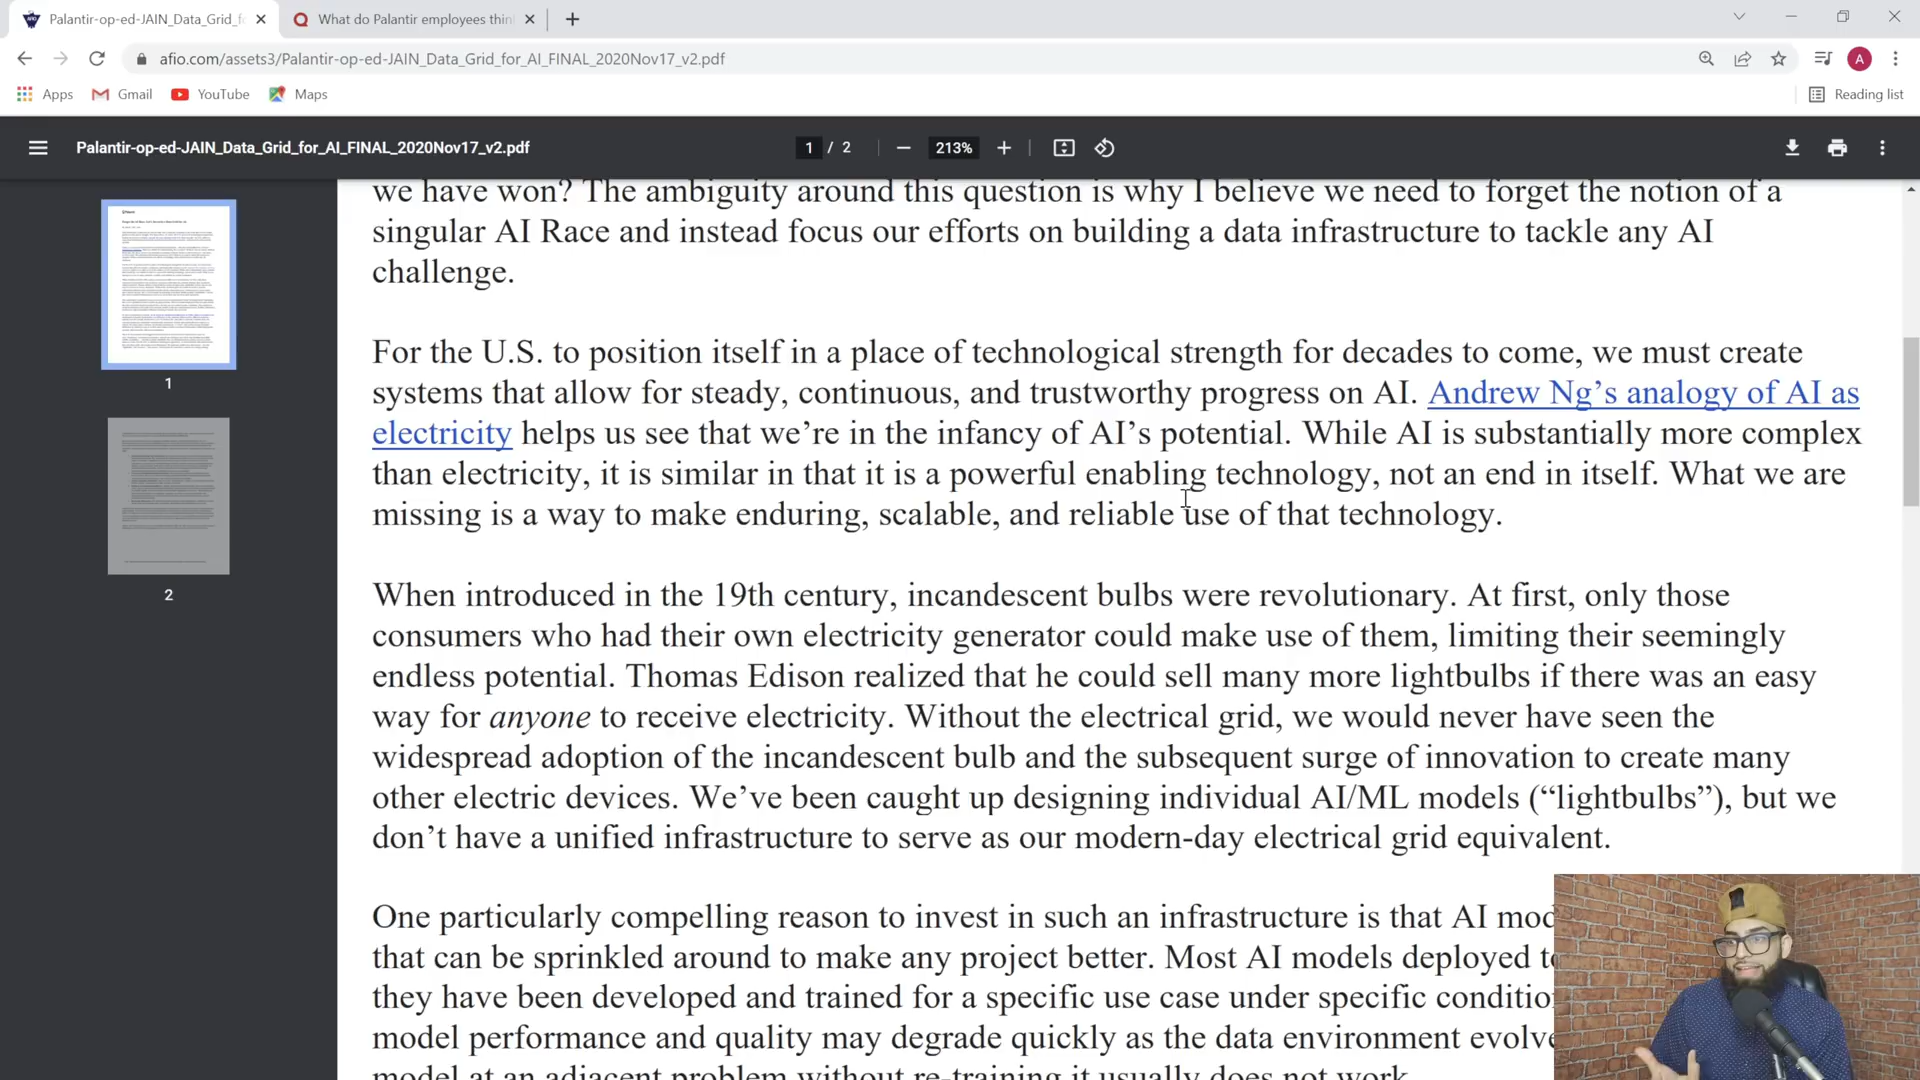 Palantir-op-ed-JAIN_Data_Grid_f
What do Palantir employees thin
afio.com/assets3/Palantir-op-ed-JAIN_Data_Grid_for_AI_FINAL_2020Nov17_v2.pdf
A
Apps
Gmail
YouTube
Maps
Reading list
Palantir-op-ed-JAIN_Data_Grid_for_AI_FINAL_2020Nov17_v2.pdf
1 / 2
213%
1
2
we have won? The ambiguity around this question is why I believe we need to forget the notion of a
singular AI Race and instead focus our efforts on building a data infrastructure to tackle any AI
challenge.
For the U.S. to position itself in a place of technological strength for decades to come, we must create
systems that allow for steady, continuous, and trustworthy progress on AI. Andrew Ng’s analogy of AI as
electricity helps us see that we’re in the infancy of AI’s potential. While AI is substantially more complex
than electricity, it is similar in that it is a powerful enabling technology, not an end in itself. What we are
missing is a way to make enduring, scalable, and reliable use of that technology.
When introduced in the 19th century, incandescent bulbs were revolutionary. At first, only those
consumers who had their own electricity generator could make use of them, limiting their seemingly
endless potential. Thomas Edison realized that he could sell many more lightbulbs if there was an easy
way for anyone to receive electricity. Without the electrical grid, we would never have seen the
widespread adoption of the incandescent bulb and the subsequent surge of innovation to create many
other electric devices. We’ve been caught up designing individual AI/ML models (“lightbulbs”), but we
don’t have a unified infrastructure to serve as our modern-day electrical grid equivalent.
One particularly compelling reason to invest in such an infrastructure is that AI mod
that can be sprinkled around to make any project better. Most AI models deployed to
they have been developed and trained for a specific use case under specific conditio
model performance and quality may degrade quickly as the data environment evolve
model at an adjacent problem without re-training it usually does not work